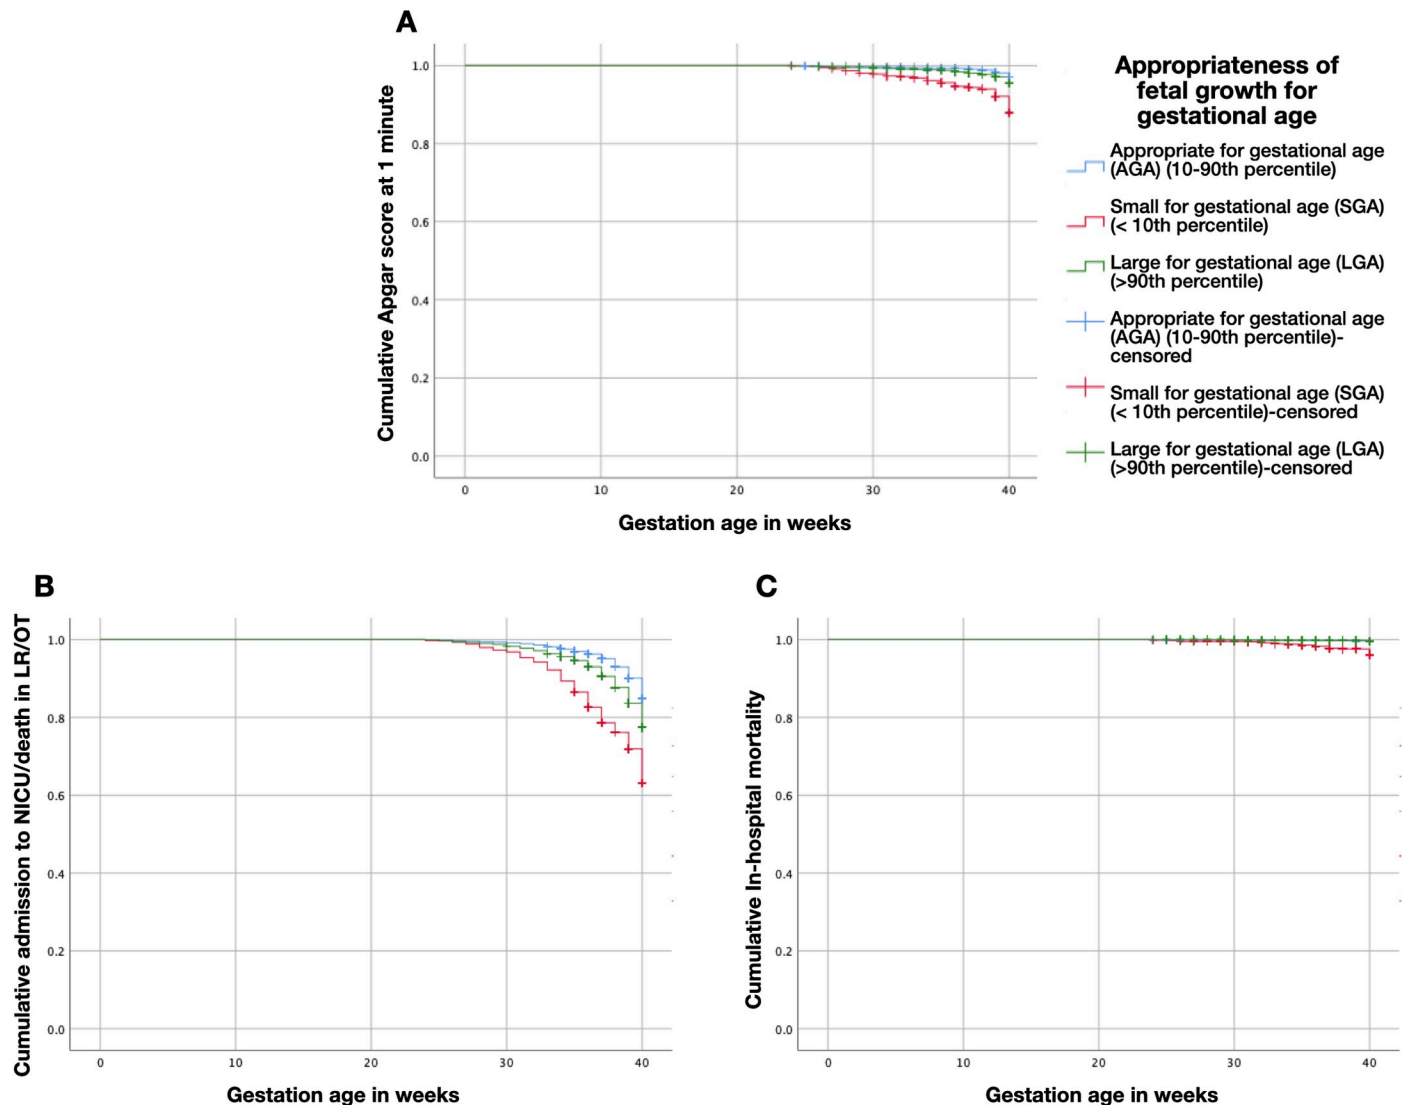 A
Cumulative Apgar score at 1 minute
1.0
0.8
0.6
0.4
0.2
0.0
0 10 20 30 40
Gestation age in weeks
Appropriateness of
fetal growth for
gestational age
Appropriate for gestational age
(AGA) (10-90th percentile)
Small for gestational age (SGA)
(< 10th percentile)
Large for gestational age (LGA)
(>90th percentile)
Appropriate for gestational age
(AGA) (10-90th percentile)-
censored
Small for gestational age (SGA)
(< 10th percentile)-censored
Large for gestational age (LGA)
(>90th percentile)-censored
B
Cumulative admission to NICU/death in LR/OT
1.0
0.8
0.6
0.4
0.2
0.0
0 10 20 30 40
Gestation age in weeks
C
Cumulative In-hospital mortality
1.0
0.8
0.6
0.4
0.2
0.0
0 10 20 30 40
Gestation age in weeks